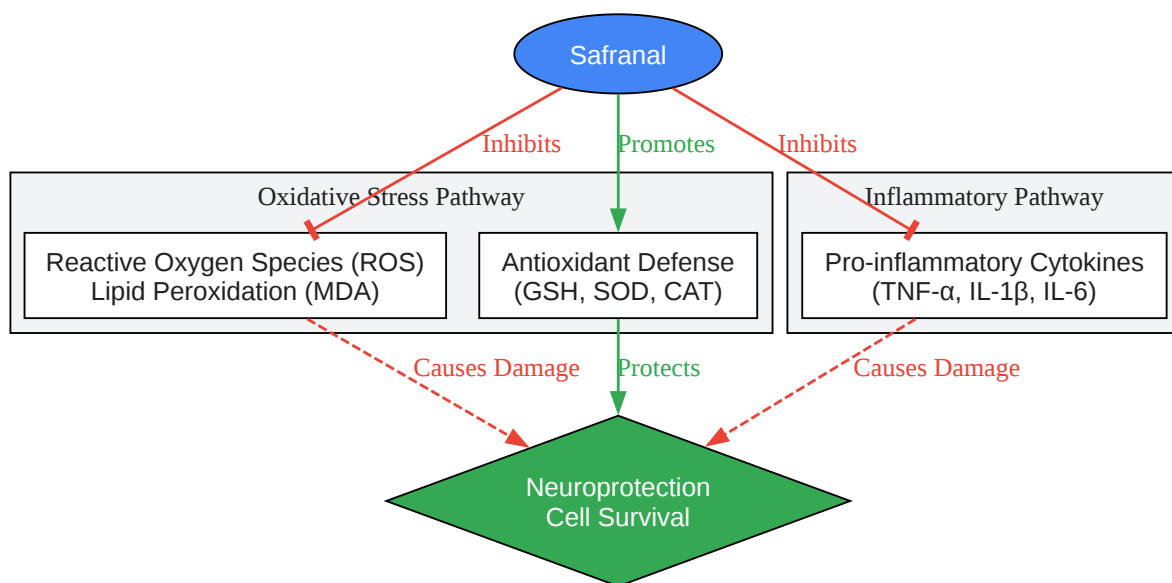 Safranal
Inhibits
Promotes
Inhibits
Oxidative Stress Pathway
Inflammatory Pathway
Reactive Oxygen Species (ROS)
Lipid Peroxidation (MDA)
Antioxidant Defense
(GSH, SOD, CAT)
Pro-inflammatory Cytokines
(TNF-α, IL-1β, IL-6)
Causes Damage
Protects
Causes Damage
Neuroprotection
Cell Survival